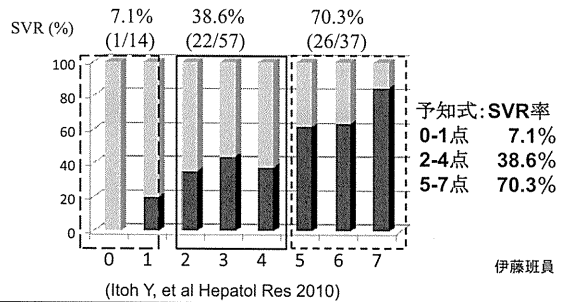 7.1% 38.6% 70.3%
SVR (%)
(1/14) (22/57) (26/37)
100
80
60
40
20
0
0 1 2 3 4 5 6 7
予知式:SVR率
0-1点 7.1%
2-4点 38.6%
5-7点 70.3%
伊藤班員
(Itoh Y, et al Hepatol Res 2010)